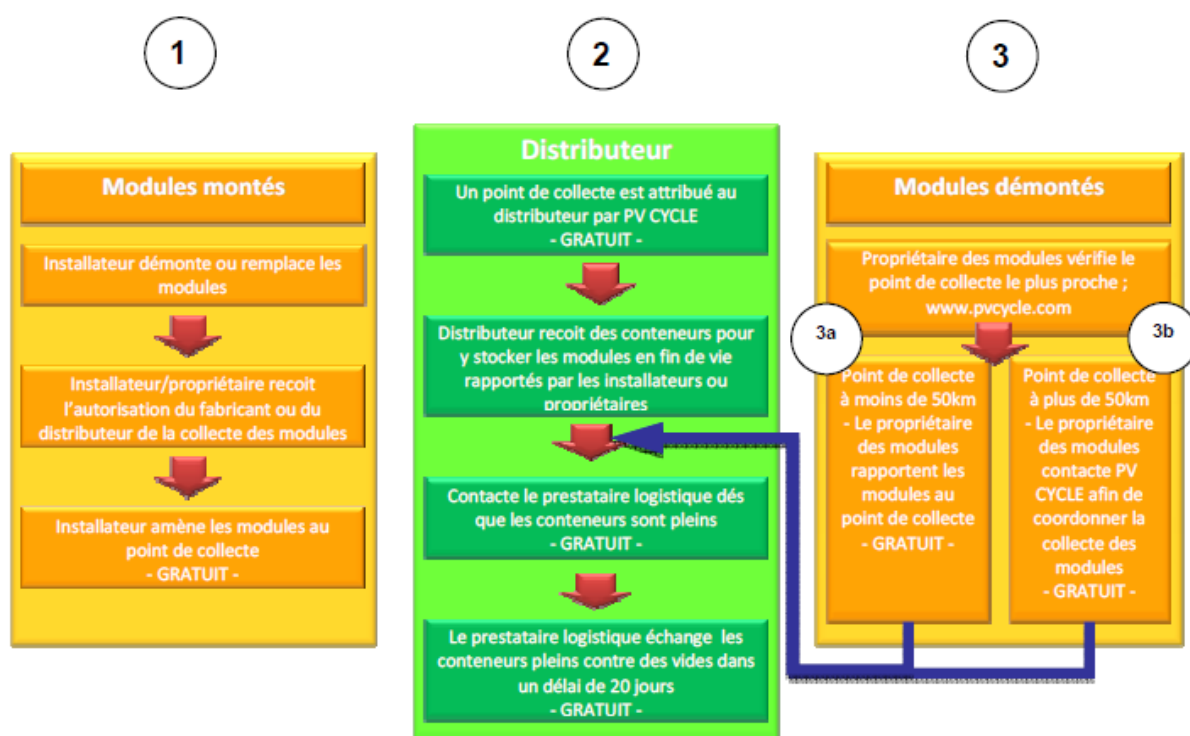 1
Modules montés
Installateur démonte ou remplace les
modules
Installateur/propriétaire recoit
l'autorisation du fabricant ou du
distributeur de la collecte des modules
Installateur amène les modules au
point de collecte
- GRATUIT -
2
Distributeur
Un point de collecte est attribué au
distributeur par PV CYCLE
- GRATUIT -
Distributeur recoit des conteneurs pour
y stocker les modules en fin de vie
rapportés par les installateurs ou
propriétaires
Contacte le prestataire logistique dés
que les conteneurs sont pleins
- GRATUIT -
Le prestataire logistique échange les
conteneurs pleins contre des vides dans
un délai de 20 jours
- GRATUIT -
3
Modules démontés
Propriétaire des modules vérifie le
point de collecte le plus proche ;
www.pvcycle.com
3a
Point de collecte
à moins de 50km
- Le propriétaire
des modules
rapportent les
modules au
point de collecte
- GRATUIT -
3b
Point de collecte
à plus de 50km
- Le propriétaire
des modules
contacte PV
CYCLE afin de
coordonner la
collecte des
modules
- GRATUIT -